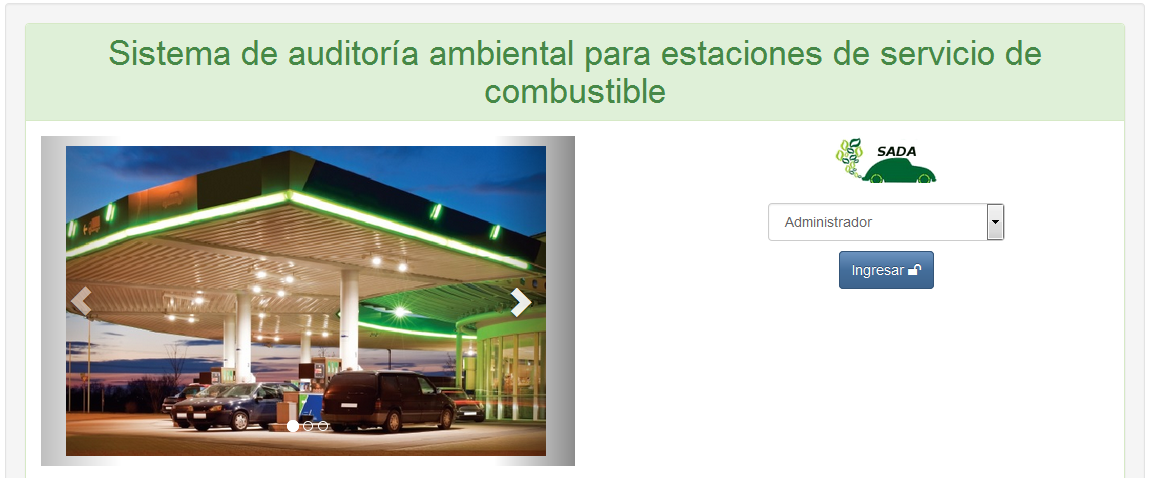 Sistema de auditoría ambiental para estaciones de servicio de
combustible
SADA
Administrador
Ingresar